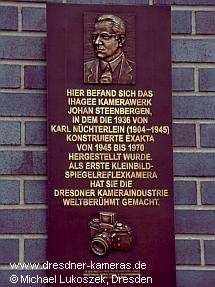 HIER BEFAND SICH DAS
IHAGEE KAMERAWERK
JOHAN STEENBERGEN,
IN DEM DIE 1936 VON
KARL NÜCHTERLEIN (1904–1945)
KONSTRUIERTE EXAKTA
VON 1945 BIS 1970
HERGESTELLT WURDE.
ALS ERSTE KLEINBILD-
SPIEGELREFLEXKAMERA
HAT SIE DIE
DRESDNER KAMERAINDUSTRIE
WELTBERÜHMT GEMACHT.
www.dresdner-kameras.de
© Michael Lukoszek, Dresden